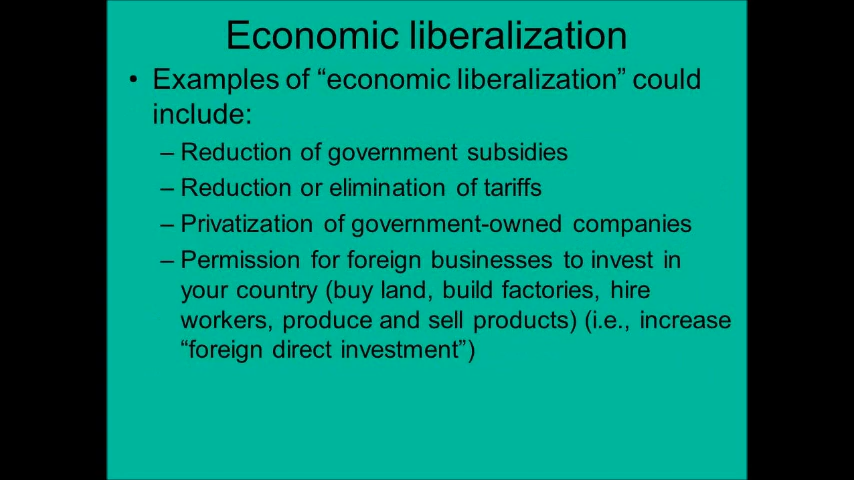 Economic liberalization
• Examples of “economic liberalization” could
include:
– Reduction of government subsidies
– Reduction or elimination of tariffs
– Privatization of government-owned companies
– Permission for foreign businesses to invest in
your country (buy land, build factories, hire
workers, produce and sell products) (i.e., increase
“foreign direct investment”)